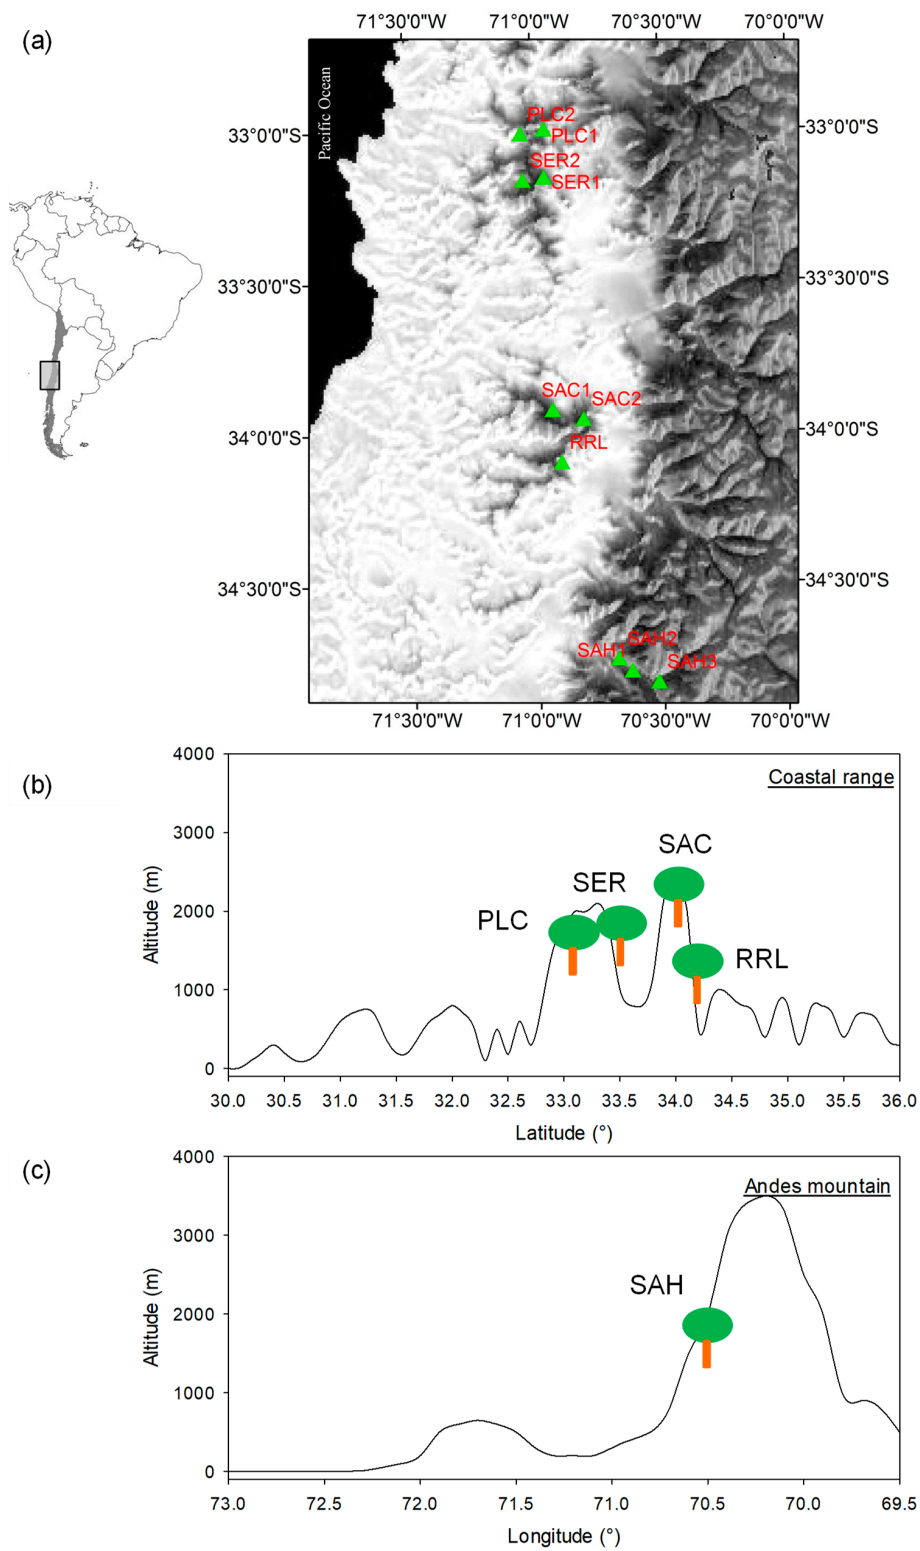 (a)
71°30'0"W 71°0'0"W 70°30'0"W 70°0'0"W
Pacific Ocean
PLC2
33°0'0"S 33°0'0"S
PLC1
SER2
SER1
33°30'0"S 33°30'0"S
SAC1
SAC2
34°0'0"S 34°0'0"S
RRL
34°30'0"S 34°30'0"S
SAH1 SAH2
SAH3
71°30'0"W 71°0'0"W 70°30'0"W 70°0'0"W
(b)
Coastal range
Altitude (m)
4000
3000
2000
1000
0
SAC
SER
PLC
RRL
30.0 30.5 31.0 31.5 32.0 32.5 33.0 33.5 34.0 34.5 35.0 35.5 36.0
Latitude (°)
(c)
Andes mountain
Altitude (m)
4000
3000
2000
1000
0
SAH
73.0 72.5 72.0 71.5 71.0 70.5 70.0 69.5
Longitude (°)